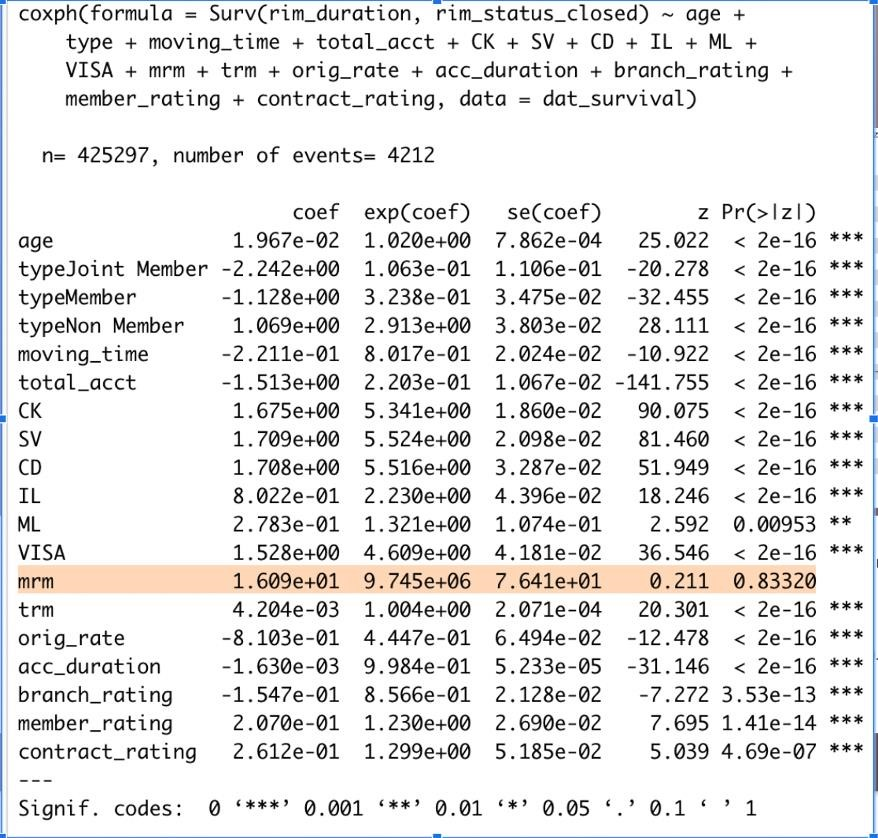 coxph(formula = Surv(rim_duration, rim_status_closed) ~ age +
type + moving_time + total_acct + CK + SV + CD + IL + ML +
VISA + mrm + trm + orig_rate + acc_duration + branch_rating +
member_rating + contract_rating, data = dat_survival)
n= 425297, number of events= 4212
coef exp(coef) se(coef) z Pr(>|z|)
age 1.967e-02 1.020e+00 7.862e-04 25.022 < 2e-16 ***
typeJoint Member -2.242e+00 1.063e-01 1.106e-01 -20.278 < 2e-16 ***
typeMember -1.128e+00 3.238e-01 3.475e-02 -32.455 < 2e-16 ***
typeNon Member 1.069e+00 2.913e+00 3.803e-02 28.111 < 2e-16 ***
moving_time -2.211e-01 8.017e-01 2.024e-02 -10.922 < 2e-16 ***
total_acct -1.513e+00 2.203e-01 1.067e-02 -141.755 < 2e-16 ***
CK 1.675e+00 5.341e+00 1.860e-02 90.075 < 2e-16 ***
SV 1.709e+00 5.524e+00 2.098e-02 81.460 < 2e-16 ***
CD 1.708e+00 5.516e+00 3.287e-02 51.949 < 2e-16 ***
IL 8.022e-01 2.230e+00 4.396e-02 18.246 < 2e-16 ***
ML 2.783e-01 1.321e+00 1.074e-01 2.592 0.00953 **
VISA 1.528e+00 4.609e+00 4.181e-02 36.546 < 2e-16 ***
mrm 1.609e+01 9.745e+06 7.641e+01 0.211 0.83320
trm 4.204e-03 1.004e+00 2.071e-04 20.301 < 2e-16 ***
orig_rate -8.103e-01 4.447e-01 6.494e-02 -12.478 < 2e-16 ***
acc_duration -1.630e-03 9.984e-01 5.233e-05 -31.146 < 2e-16 ***
branch_rating -1.547e-01 8.566e-01 2.128e-02 -7.272 3.53e-13 ***
member_rating 2.070e-01 1.230e+00 2.690e-02 7.695 1.41e-14 ***
contract_rating 2.612e-01 1.299e+00 5.185e-02 5.039 4.69e-07 ***
---
Signif. codes: 0 ‘***’ 0.001 ‘**’ 0.01 ‘*’ 0.05 ‘.’ 0.1 ‘ ’ 1